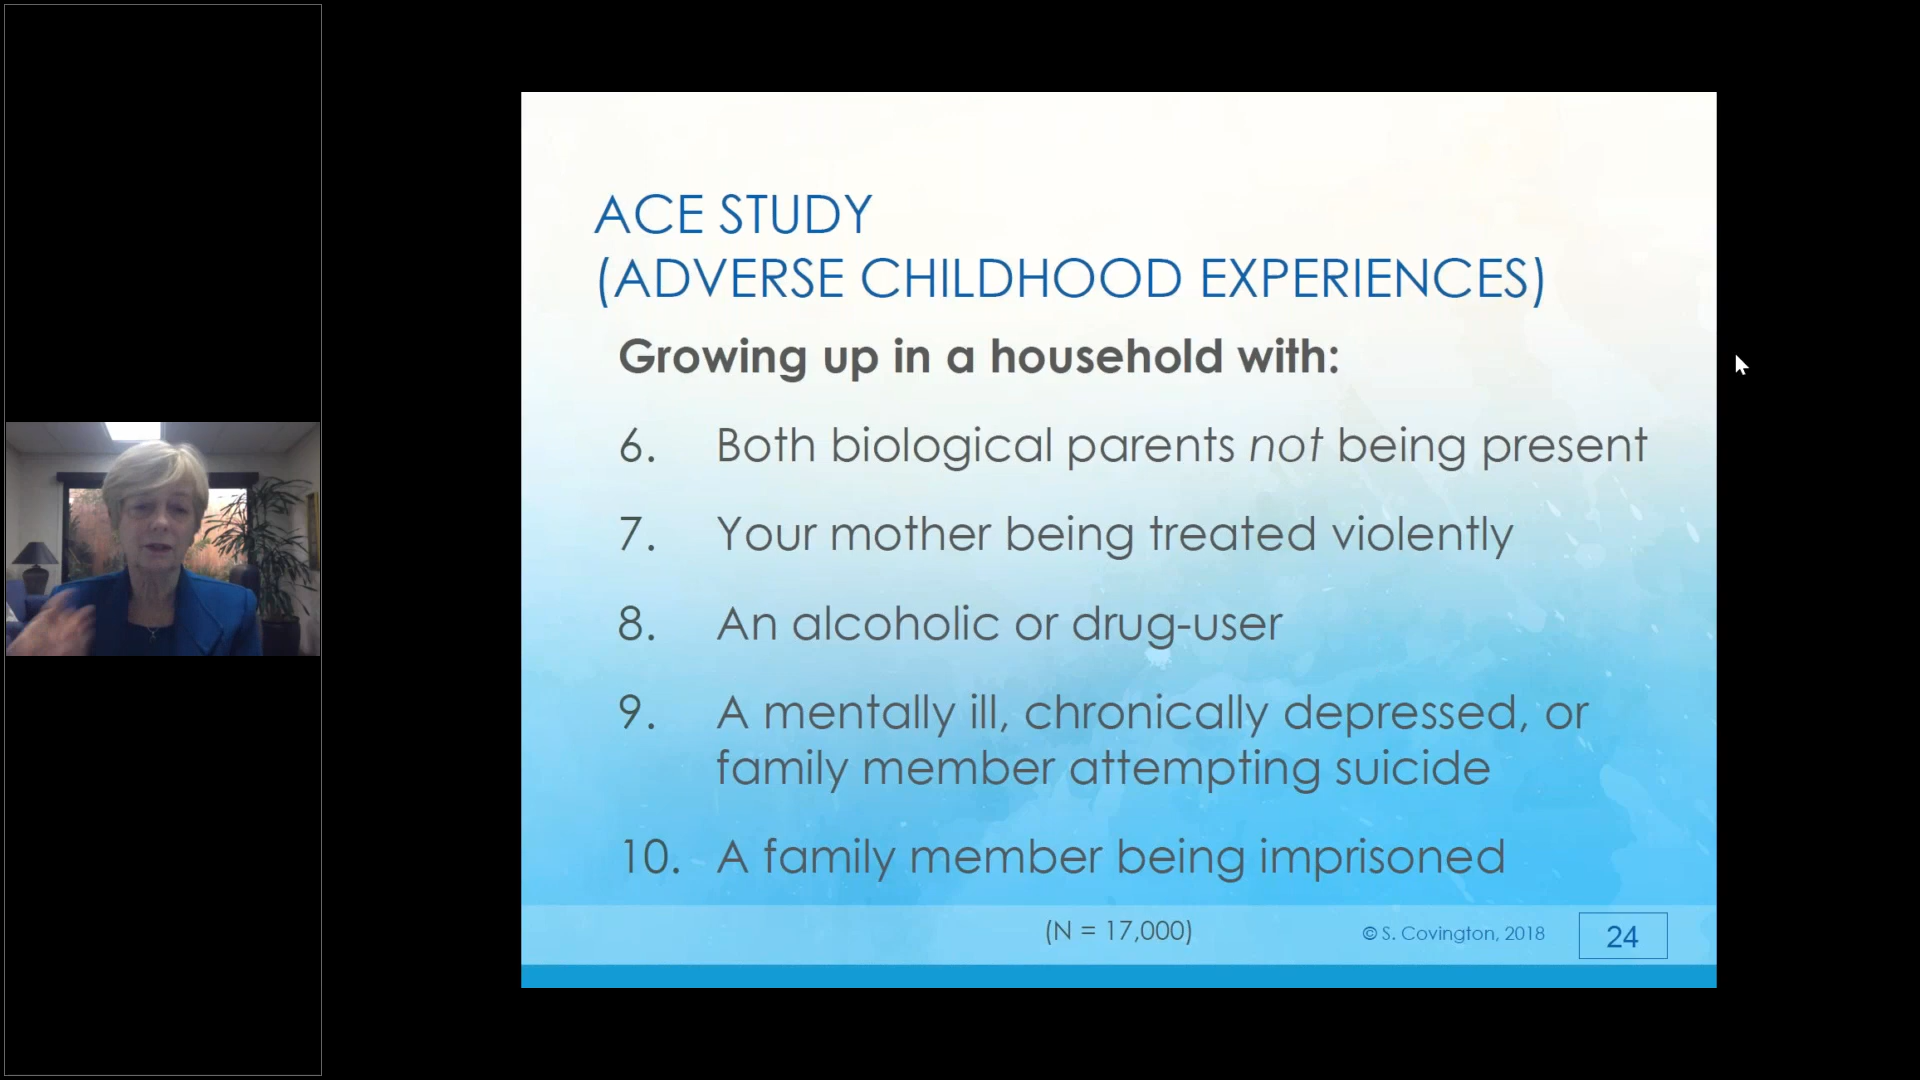 ACE STUDY
(ADVERSE CHILDHOOD EXPERIENCES)
Growing up in a household with:
6. Both biological parents not being present
7. Your mother being treated violently
8. An alcoholic or drug-user
9. A mentally ill, chronically depressed, or
family member attempting suicide
10. A family member being imprisoned
(N = 17,000)
© S. Covington, 2018
24